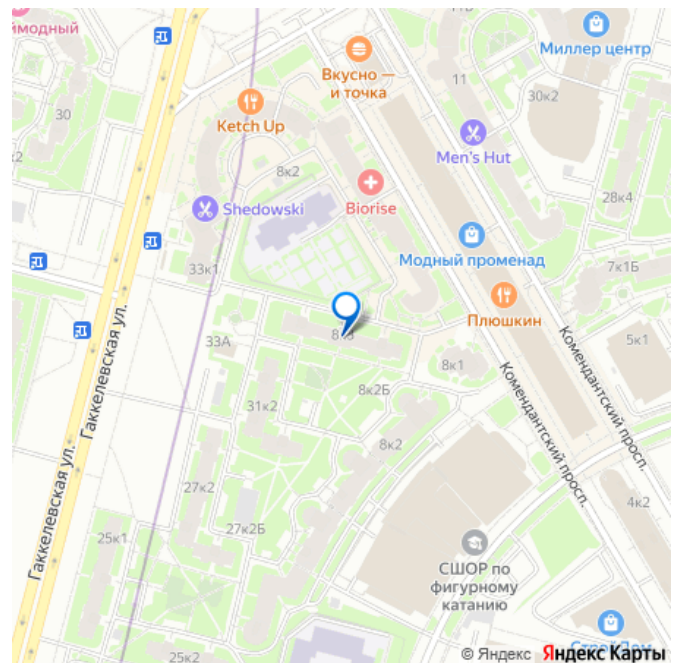 ймодный
30
к2
Миллер центр
Вкусно —
и точка
11
30к2
Ketch Up
Men's Hut
8к2
Biorise
28к4
Shedowski
Модный променад
7к1Б
33к1
Плюшкин
5к1
33А
8к1
Гаккелевская ул.
Комендантский просп.
Комендантский просп.
8к2Б
31к2
8к2
27к2
4к2
27к2Б
25к1
Гаккелевская ул.
СШОР по
фигурному
катанию
25к2
© Яндекс Яндекс Карты